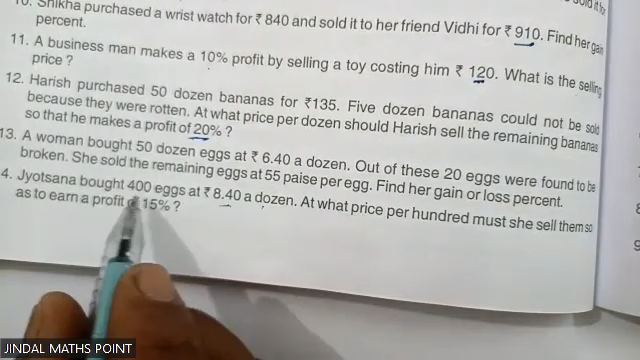 10. Shikha purchased a wrist watch for ₹ 840 and sold it to her friend Vidhi for ₹ 910. Find her gain
percent.
11. A business man makes a 10% profit by selling a toy costing him ₹ 120. What is the selling
price ?
12. Harish purchased 50 dozen bananas for ₹135. Five dozen bananas could not be sold
because they were rotten. At what price per dozen should Harish sell the remaining bananas
so that he makes a profit of 20% ?
13. A woman bought 50 dozen eggs at ₹ 6.40 a dozen. Out of these 20 eggs were found to be
broken. She sold the remaining eggs at 55 paise per egg. Find her gain or loss percent.
4. Jyotsana bought 400 eggs at ₹ 8.40 a dozen. At what price per hundred must she sell them so
as to earn a profit of 15% ?
JINDAL MATHS POINT